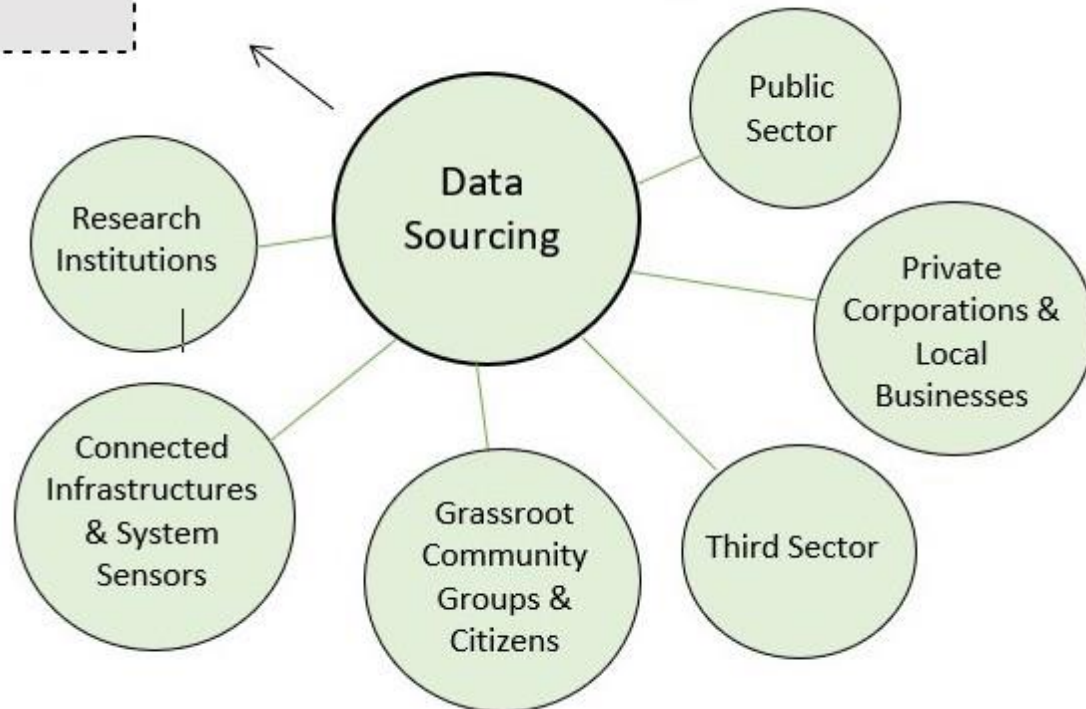 Data
Sourcing
Public
Sector
Private
Corporations &
Local
Businesses
Third Sector
Grassroot
Community
Groups &
Citizens
Connected
Infrastructures
& System
Sensors
Research
Institutions